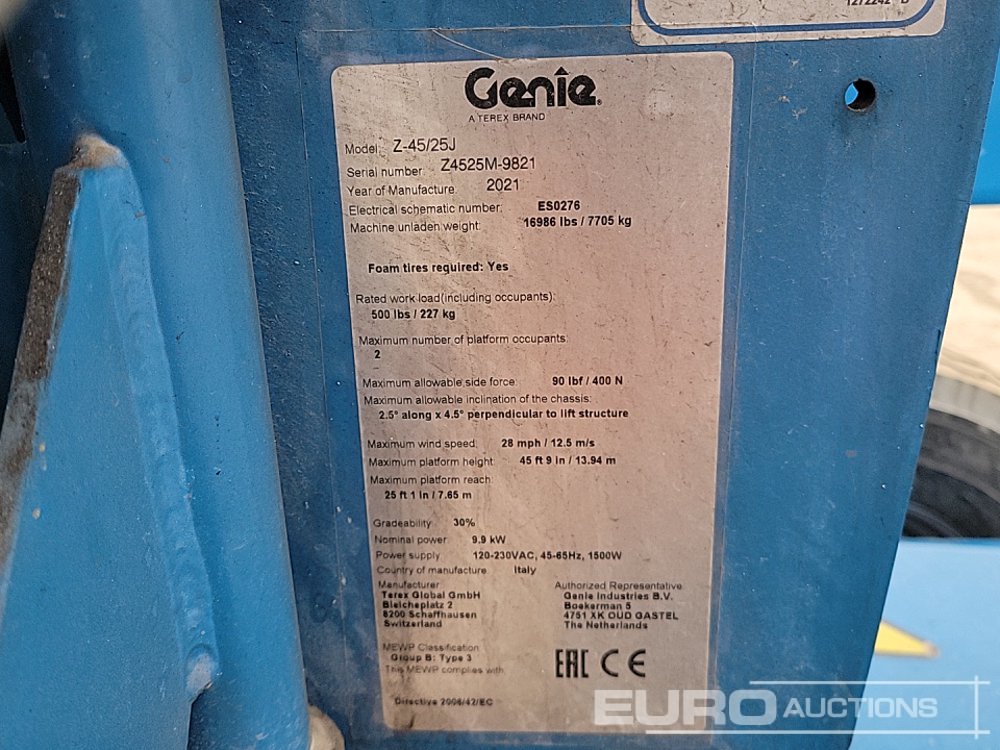 1272242 D
Genie
A TEREX BRAND
Model: Z-45/25J
Serial number: Z4525M-9821
Year of Manufacture: 2021
Electrical schematic number: ES0276
Machine unladen weight: 16986 lbs / 7705 kg
Foam tires required: Yes
Rated work load(including occupants):
500 lbs / 227 kg
Maximum number of platform occupants:
2
Maximum allowable side force: 90 lbf / 400 N
Maximum allowable inclination of the chassis:
2.5° along x 4.5° perpendicular to lift structure
Maximum wind speed: 28 mph / 12.5 m/s
Maximum platform height: 45 ft 9 in / 13.94 m
Maximum platform reach:
25 ft 1 in / 7.65 m
Gradeability: 30%
Nominal power: 9.9 kW
Power supply: 120-230VAC, 45-65Hz, 1500W
Country of manufacture: Italy
Manufacturer:
Terex Global GmbH
Bleicheplatz 2
8200 Schaffhausen
Switzerland
Authorized Representative:
Genie Industries B.V.
Boekerman 5
4751 XK OUD GASTEL
The Netherlands
MEWP Classification:
Group B: Type 3
This MEWP complies with:
Directive 2006/42/EC
EAC CE
EURO AUCTIONS